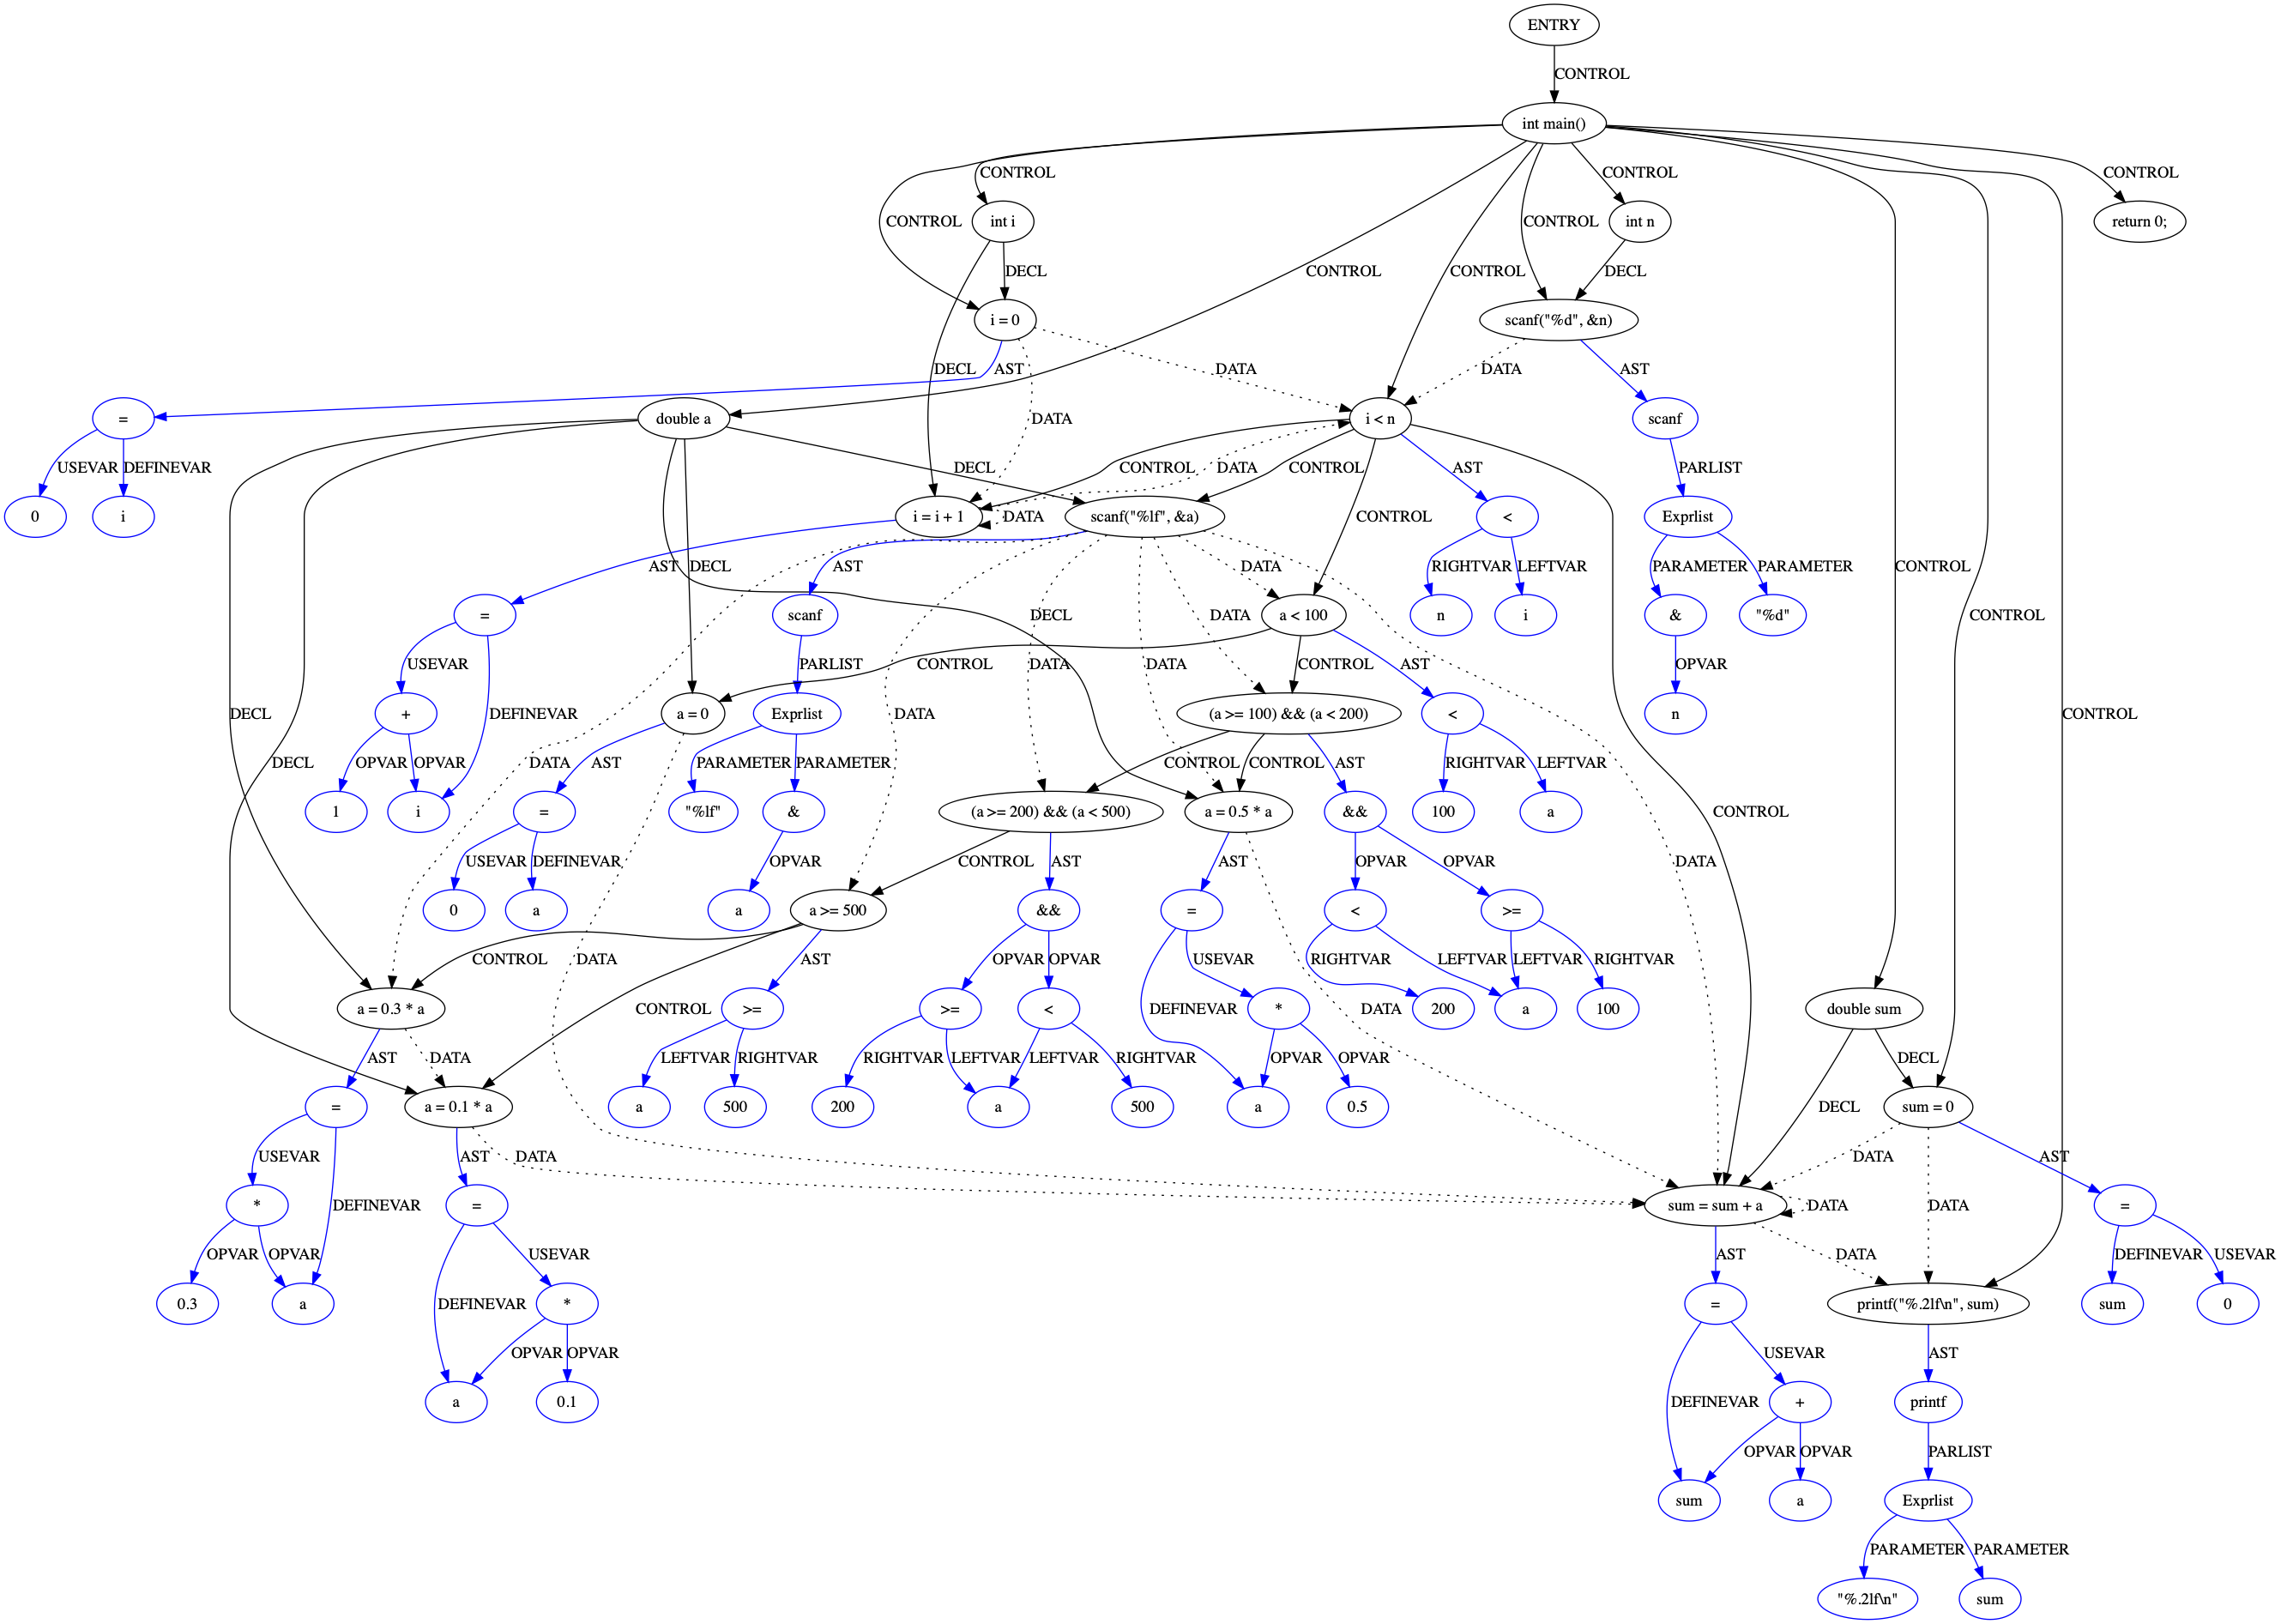 ENTRY
CONTROL
int main()
CONTROL
CONTROL
CONTROL
CONTROL
int i
int n
return 0;
CONTROL
CONTROL
DECL
CONTROL
CONTROL
DECL
i = 0
scanf("%d", &n)
DECL
AST
DATA
DATA
AST
=
double a
DATA
i < n
scanf
USEVAR
DEFINEVAR
DECL
CONTROL
DATA
CONTROL
AST
PARLIST
0
i
i = i + 1
DATA
scanf("%lf", &a)
CONTROL
<
Exprlist
AST
DECL
AST
DATA
RIGHTVAR
LEFTVAR
PARAMETER
PARAMETER
CONTROL
=
scanf
DECL
DATA
a < 100
n
i
&
"%d"
CONTROL
USEVAR
PARLIST
CONTROL
DATA
DATA
CONTROL
AST
OPVAR
+
DEFINEVAR
DECL
a = 0
Exprlist
DATA
(a >= 100) && (a < 200)
<
n
CONTROL
OPVAR
OPVAR
DECL
DATA
AST
PARAMETER
PARAMETER
CONTROL
CONTROL
AST
RIGHTVAR
LEFTVAR
1
i
=
"%lf"
&
(a >= 200) && (a < 500)
a = 0.5 * a
&&
100
a
CONTROL
USEVAR
DEFINEVAR
OPVAR
CONTROL
AST
AST
OPVAR
OPVAR
DATA
0
a
a
a >= 500
&&
=
<
>=
DATA
CONTROL
AST
OPVAR
OPVAR
USEVAR
RIGHTVAR
LEFTVAR
LEFTVAR
RIGHTVAR
a = 0.3 * a
CONTROL
>=
>=
<
DEFINEVAR
*
DATA
200
a
100
double sum
AST
DATA
LEFTVAR
RIGHTVAR
RIGHTVAR
LEFTVAR
LEFTVAR
RIGHTVAR
OPVAR
OPVAR
DECL
=
a = 0.1 * a
a
500
200
a
500
a
0.5
DECL
sum = 0
USEVAR
AST
DATA
DATA
AST
*
DEFINEVAR
=
sum = sum + a
DATA
DATA
=
OPVAR
OPVAR
USEVAR
AST
DATA
DEFINEVAR
USEVAR
0.3
a
DEFINEVAR
*
=
printf("%.2lf\n", sum)
sum
0
OPVAR
OPVAR
USEVAR
AST
a
0.1
DEFINEVAR
+
printf
OPVAR
OPVAR
PARLIST
sum
a
Exprlist
PARAMETER
PARAMETER
"%.2lf\n"
sum